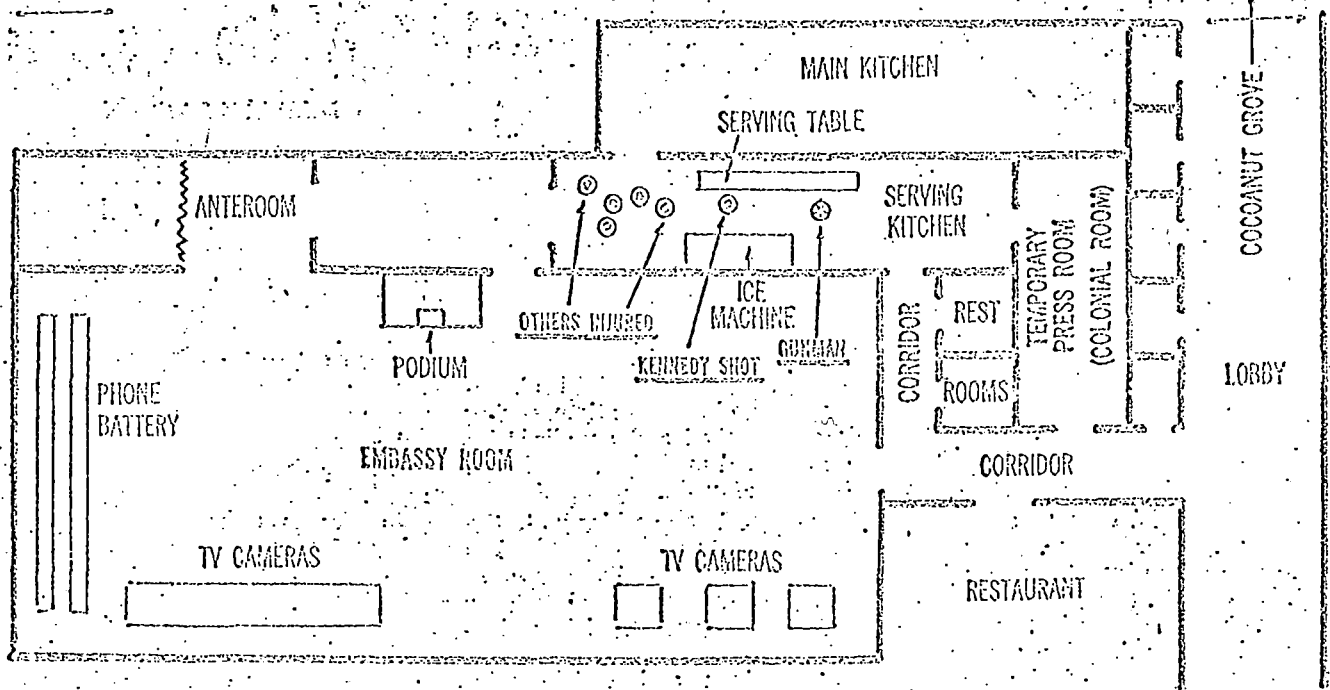 MAIN KITCHEN
SERVING TABLE
COCOANUT GROVE
ANTEROOM
SERVING
KITCHEN
TEMPORARY
PRESS ROOM
(COLONIAL ROOM)
OTHERS INJURED
ICE
MACHINE
KENNEDY SHOT
GUNMAN
CORRIDOR
REST
ROOMS
LOBBY
PODIUM
PHONE
BATTERY
EMBASSY ROOM
CORRIDOR
TV CAMERAS
TV CAMERAS
RESTAURANT